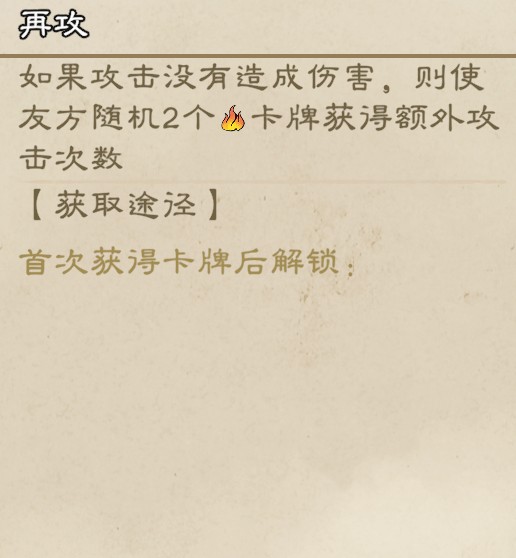 再攻
如果攻击没有造成伤害，则使
友方随机2个卡牌获得额外攻
击次数
【获取途径】
首次获得卡牌后解锁：